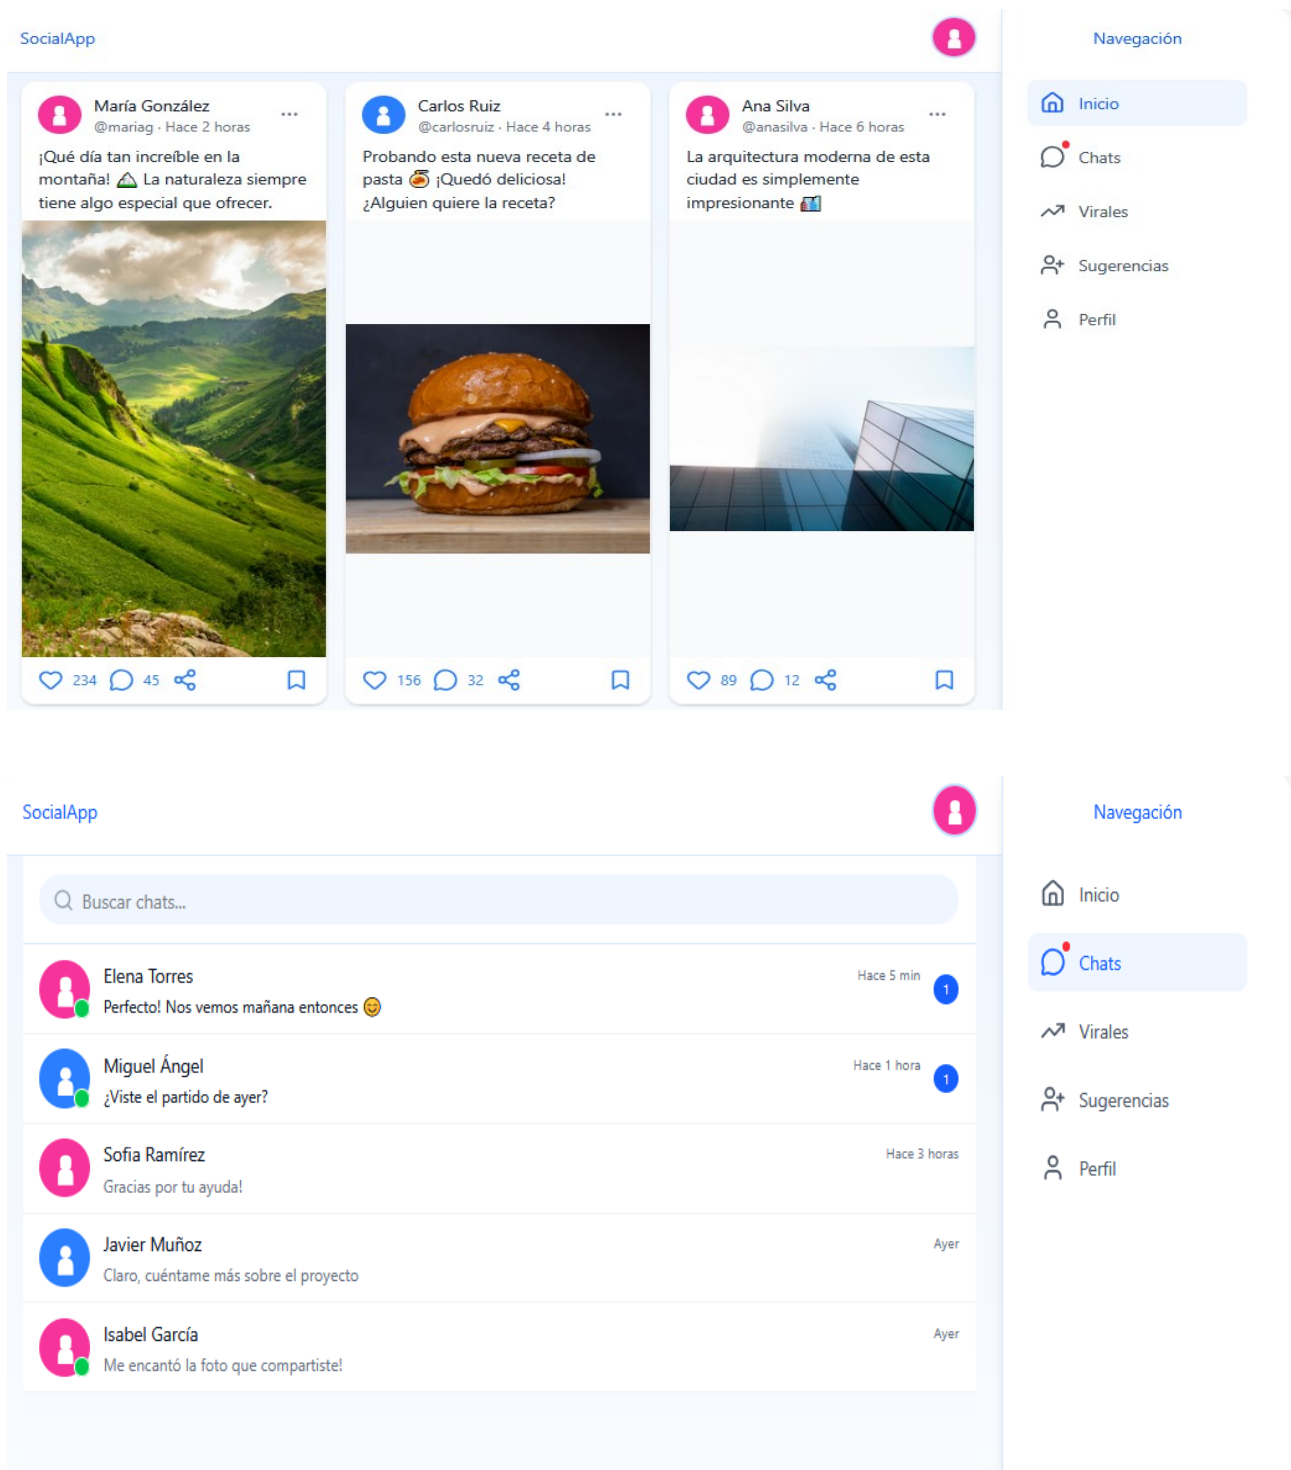 SocialApp
Navegación
María González
@mariag · Hace 2 horas
¡Qué día tan increíble en la
montaña! 🏔️ La naturaleza siempre
tiene algo especial que ofrecer.
234
45
Carlos Ruiz
@carlosruiz · Hace 4 horas
Probando esta nueva receta de
pasta 🍝 ¡Quedó deliciosa!
¿Alguien quiere la receta?
156
32
Ana Silva
@anasilva · Hace 6 horas
La arquitectura moderna de esta
ciudad es simplemente
impresionante 🏙️
89
12
Inicio
Chats
Virales
Sugerencias
Perfil
SocialApp
Navegación
Buscar chats...
Elena Torres
Hace 5 min
Perfecto! Nos vemos mañana entonces 😊
1
Miguel Ángel
Hace 1 hora
¿Viste el partido de ayer?
1
Sofia Ramírez
Hace 3 horas
Gracias por tu ayuda!
Javier Muñoz
Ayer
Claro, cuéntame más sobre el proyecto
Isabel García
Ayer
Me encantó la foto que compartiste!
Inicio
Chats
Virales
Sugerencias
Perfil